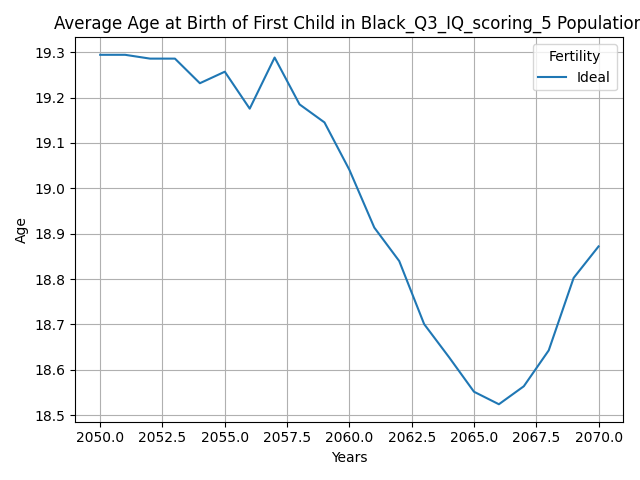 Average Age at Birth of First Child in Black_Q3_IQ_scoring_5 Population
Fertility
Ideal
19.3
19.2
19.1
19.0
18.9
18.8
18.7
18.6
18.5
Age
2050.0 2052.5 2055.0 2057.5 2060.0 2062.5 2065.0 2067.5 2070.0
Years